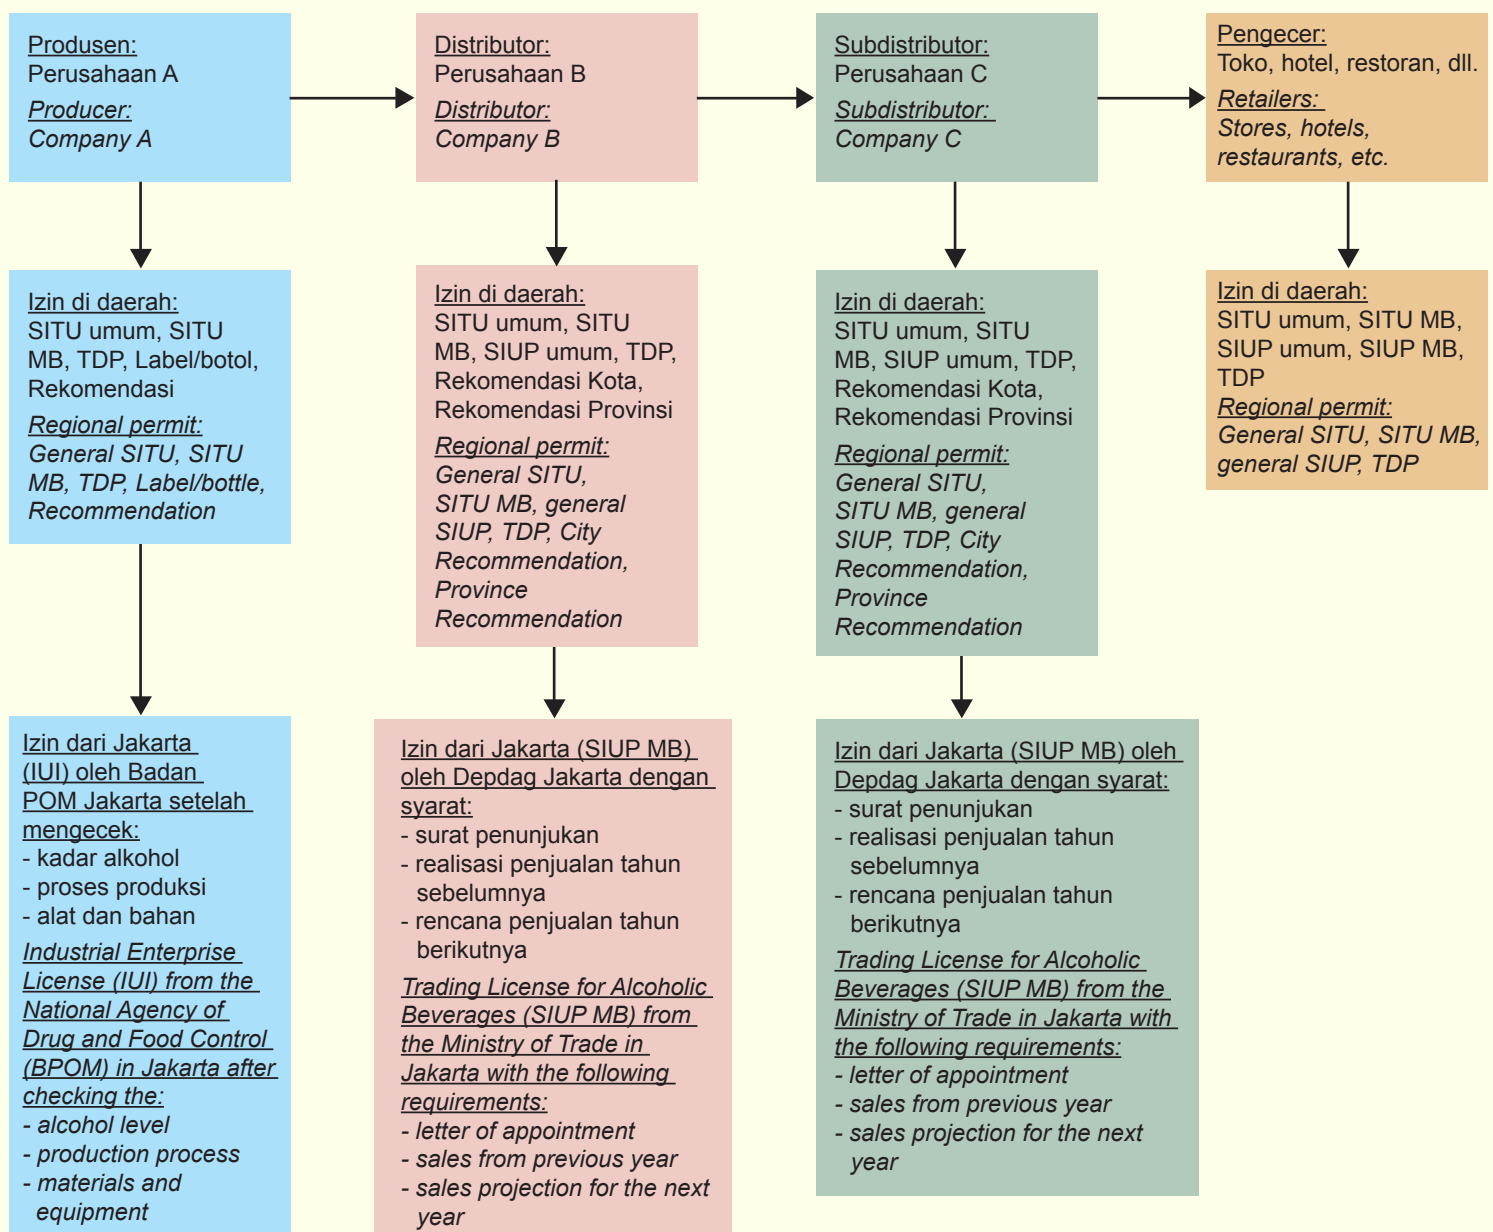 Produsen:
Perusahaan A
Producer:
Company A
Distributor:
Perusahaan B
Distributor:
Company B
Subdistributor:
Perusahaan C
Subdistributor:
Company C
Pengecer:
Toko, hotel, restoran, dll.
Retailers:
Stores, hotels,
restaurants, etc.
Izin di daerah:
SITU umum, SITU
MB, TDP, Label/botol,
Rekomendasi
Regional permit:
General SITU, SITU
MB, TDP, Label/bottle,
Recommendation
Izin di daerah:
SITU umum, SITU
MB, SIUP umum, TDP,
Rekomendasi Kota,
Rekomendasi Provinsi
Regional permit:
General SITU,
SITU MB, general
SIUP, TDP, City
Recommendation,
Province
Recommendation
Izin di daerah:
SITU umum, SITU
MB, SIUP umum, TDP,
Rekomendasi Kota,
Rekomendasi Provinsi
Regional permit:
General SITU,
SITU MB, general
SIUP, TDP, City
Recommendation,
Province
Recommendation
Izin di daerah:
SITU umum, SITU MB,
SIUP umum, SIUP MB,
TDP
Regional permit:
General SITU, SITU MB,
general SIUP, TDP
Izin dari Jakarta
(IUI) oleh Badan
POM Jakarta setelah
mengecek:
- kadar alkohol
- proses produksi
- alat dan bahan
Industrial Enterprise
License (IUI) from the
National Agency of
Drug and Food Control
(BPOM) in Jakarta after
checking the:
- alcohol level
- production process
- materials and
equipment
Izin dari Jakarta (SIUP MB)
oleh Depdag Jakarta dengan
syarat:
- surat penunjukan
- realisasi penjualan tahun
sebelumnya
- rencana penjualan tahun
berikutnya
Trading License for Alcoholic
Beverages (SIUP MB) from
the Ministry of Trade in
Jakarta with the following
requirements:
- letter of appointment
- sales from previous year
- sales projection for the next
year
Izin dari Jakarta (SIUP MB) oleh
Depdag Jakarta dengan syarat:
- surat penunjukan
- realisasi penjualan tahun
sebelumnya
- rencana penjualan tahun
berikutnya
Trading License for Alcoholic
Beverages (SIUP MB) from the
Ministry of Trade in Jakarta with
the following requirements:
- letter of appointment
- sales from previous year
- sales projection for the next
year